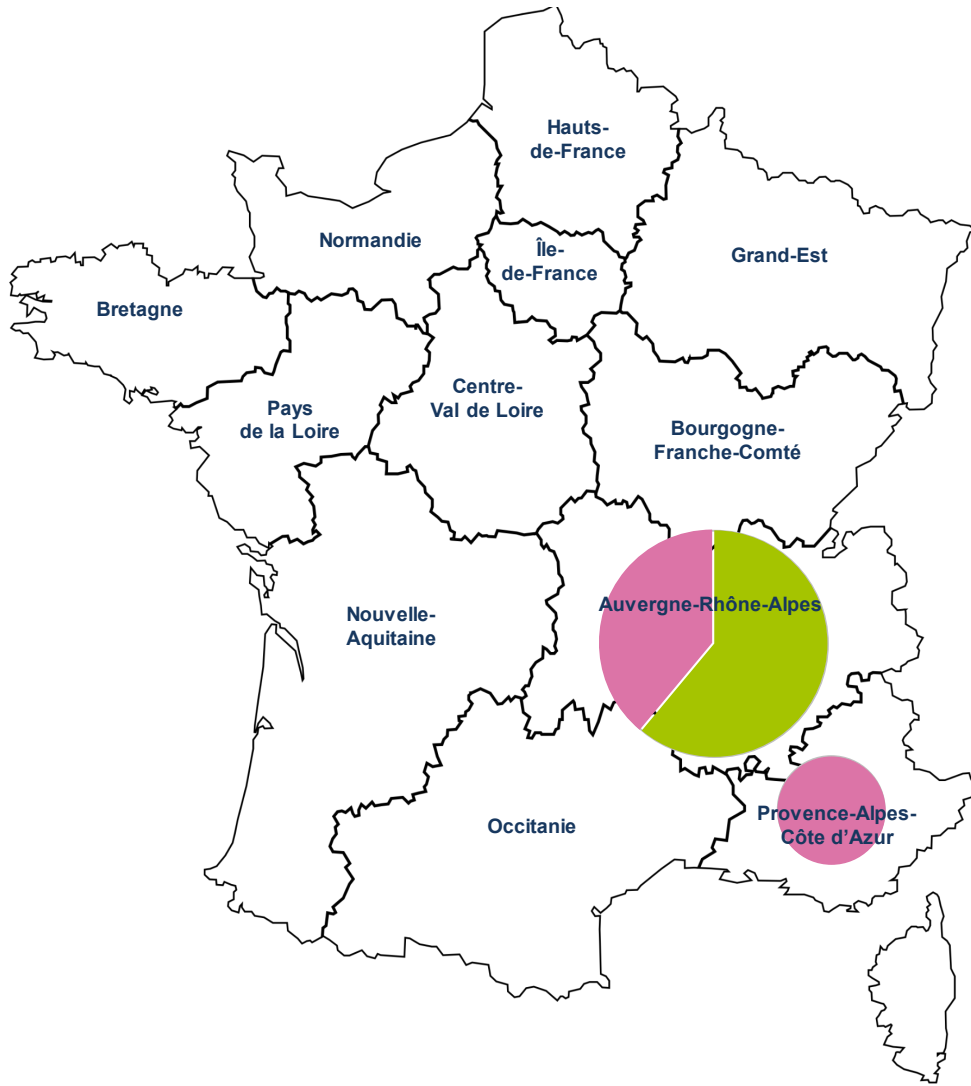 Hauts-
de-France
Normandie
Île-
de-France
Grand-Est
Bretagne
Centre-
Val de Loire
Pays
de la Loire
Bourgogne-
Franche-Comté
Auvergne-Rhône-Alpes
Nouvelle-
Aquitaine
Occitanie
Provence-Alpes-
Côte d'Azur